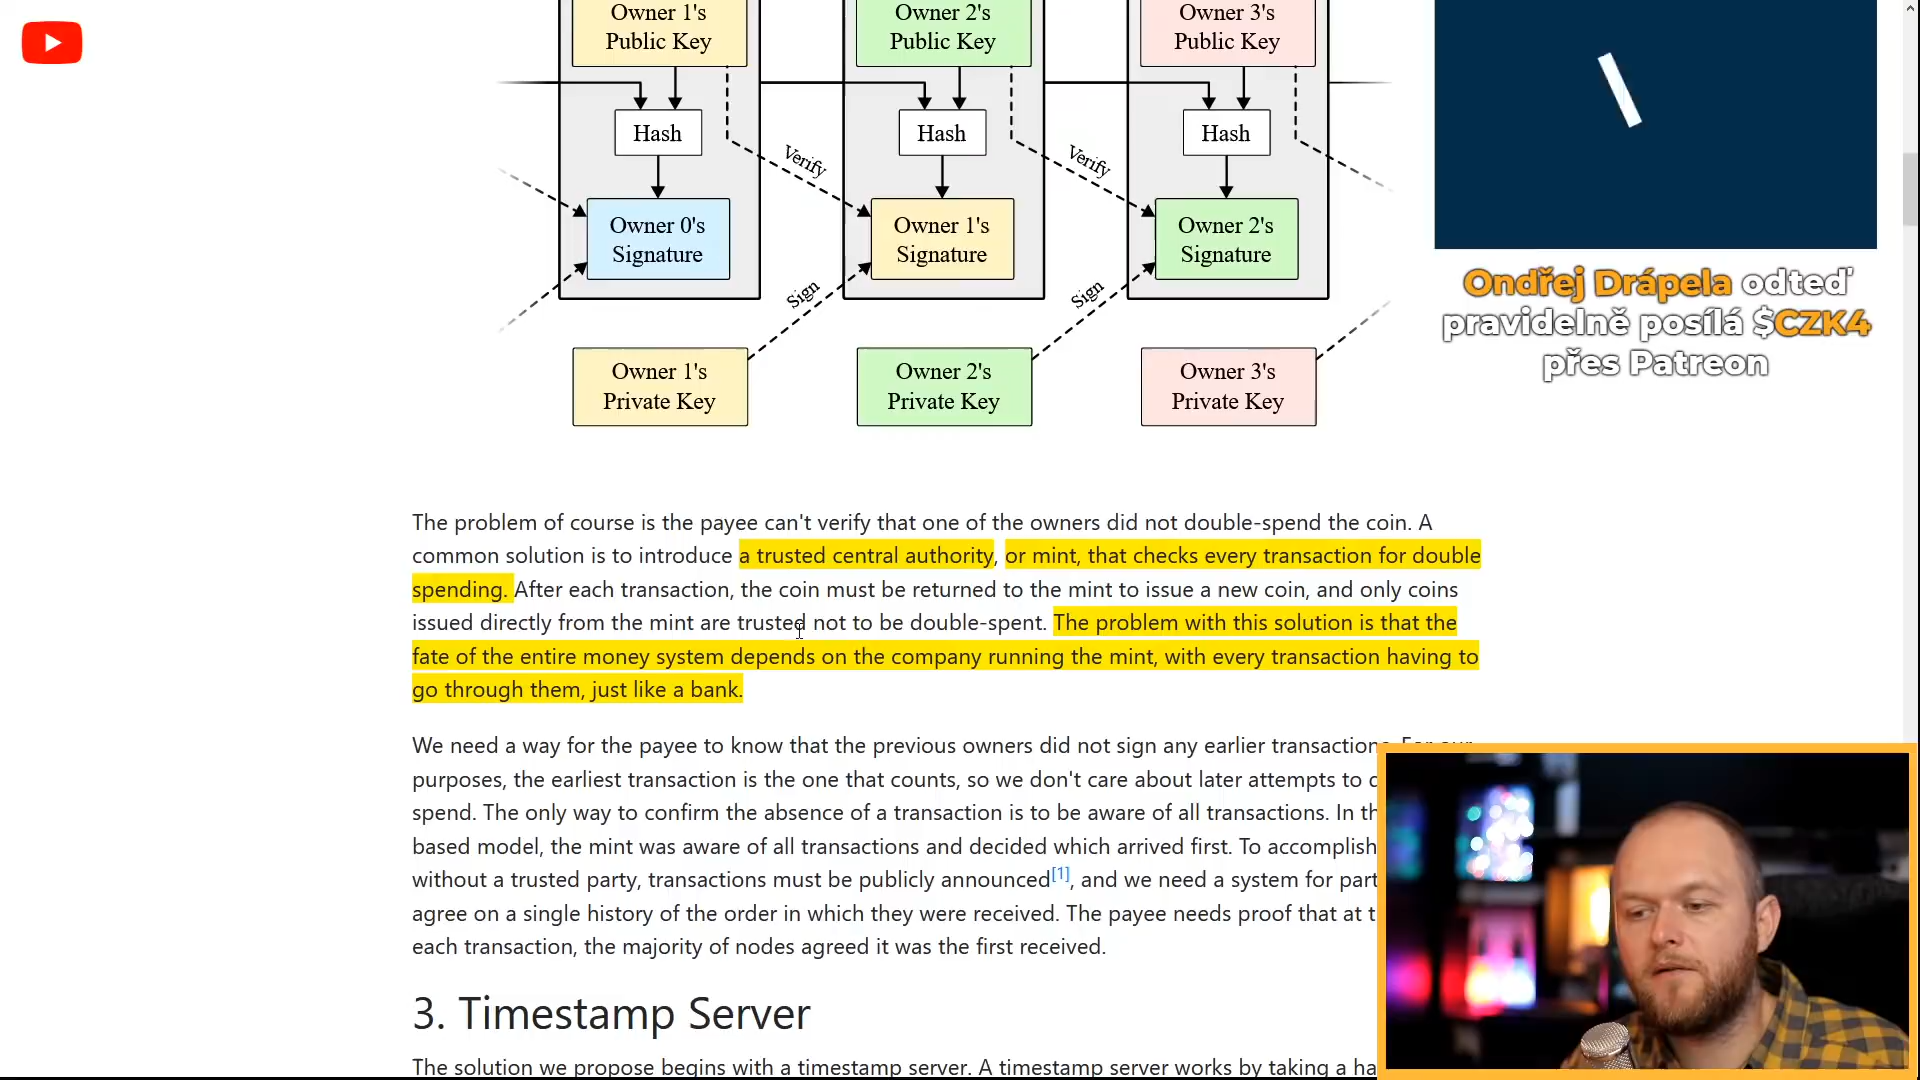 Owner 1's
Public Key
Owner 2's
Public Key
Owner 3's
Public Key
Hash
Hash
Hash
Verify
Verify
Owner 0's
Signature
Owner 1's
Signature
Owner 2's
Signature
Sign
Sign
Owner 1's
Private Key
Owner 2's
Private Key
Owner 3's
Private Key
Ondřej Drápela odteď
pravidelně posílá $CZK4
přes Patreon
The problem of course is the payee can't verify that one of the owners did not double-spend the coin. A
common solution is to introduce a trusted central authority, or mint, that checks every transaction for double
spending. After each transaction, the coin must be returned to the mint to issue a new coin, and only coins
issued directly from the mint are trusted not to be double-spent. The problem with this solution is that the
fate of the entire money system depends on the company running the mint, with every transaction having to
go through them, just like a bank.
We need a way for the payee to know that the previous owners did not sign any earlier transactions. For our
purposes, the earliest transaction is the one that counts, so we don't care about later attempts to
spend. The only way to confirm the absence of a transaction is to be aware of all transactions. In
based model, the mint was aware of all transactions and decided which arrived first. To accomplish
without a trusted party, transactions must be publicly announced[1], and we need a system for
agree on a single history of the order in which they were received. The payee needs proof that at
each transaction, the majority of nodes agreed it was the first received.
3. Timestamp Server
The solution we propose begins with a timestamp server. A timestamp server works by taking a